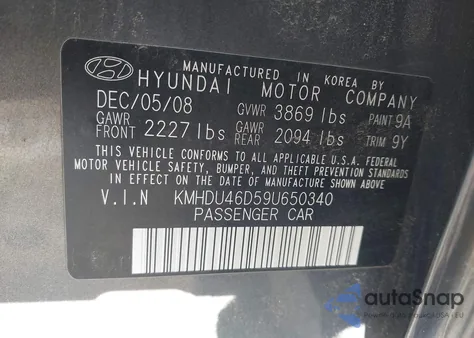 MANUFACTURED IN KOREA BY
HYUNDAI MOTOR COMPANY
DEC/05/08 GVWR 3869 lbs PAINT 9A
GAWR FRONT 2227 lbs GAWR REAR 2094 lbs TRIM 9Y
THIS VEHICLE CONFORMS TO ALL APPLICABLE U.S.A. FEDERAL
MOTOR VEHICLE SAFETY, BUMPER, AND THEFT PREVENTION STANDARDS
IN EFFECT ON THE DATE OF MANUFACTURE SHOWN ABOVE.
V.I.N KMHDU46D59U650340
PASSENGER CAR
autoSnap